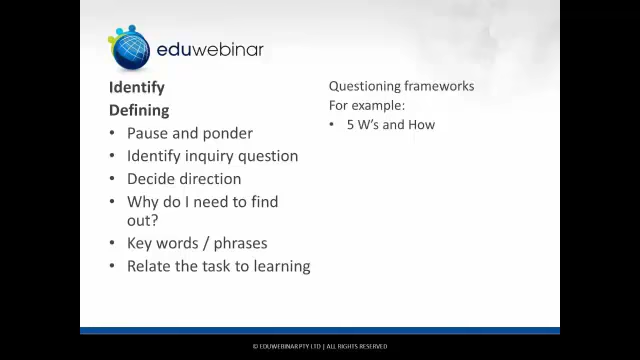 eduwebinar
Identify
Defining
• Pause and ponder
• Identify inquiry question
• Decide direction
• Why do I need to find
out?
• Key words / phrases
• Relate the task to learning
Questioning frameworks
For example:
• 5 W's and How
© EDUWEBINAR PTY LTD | ALL RIGHTS RESERVED